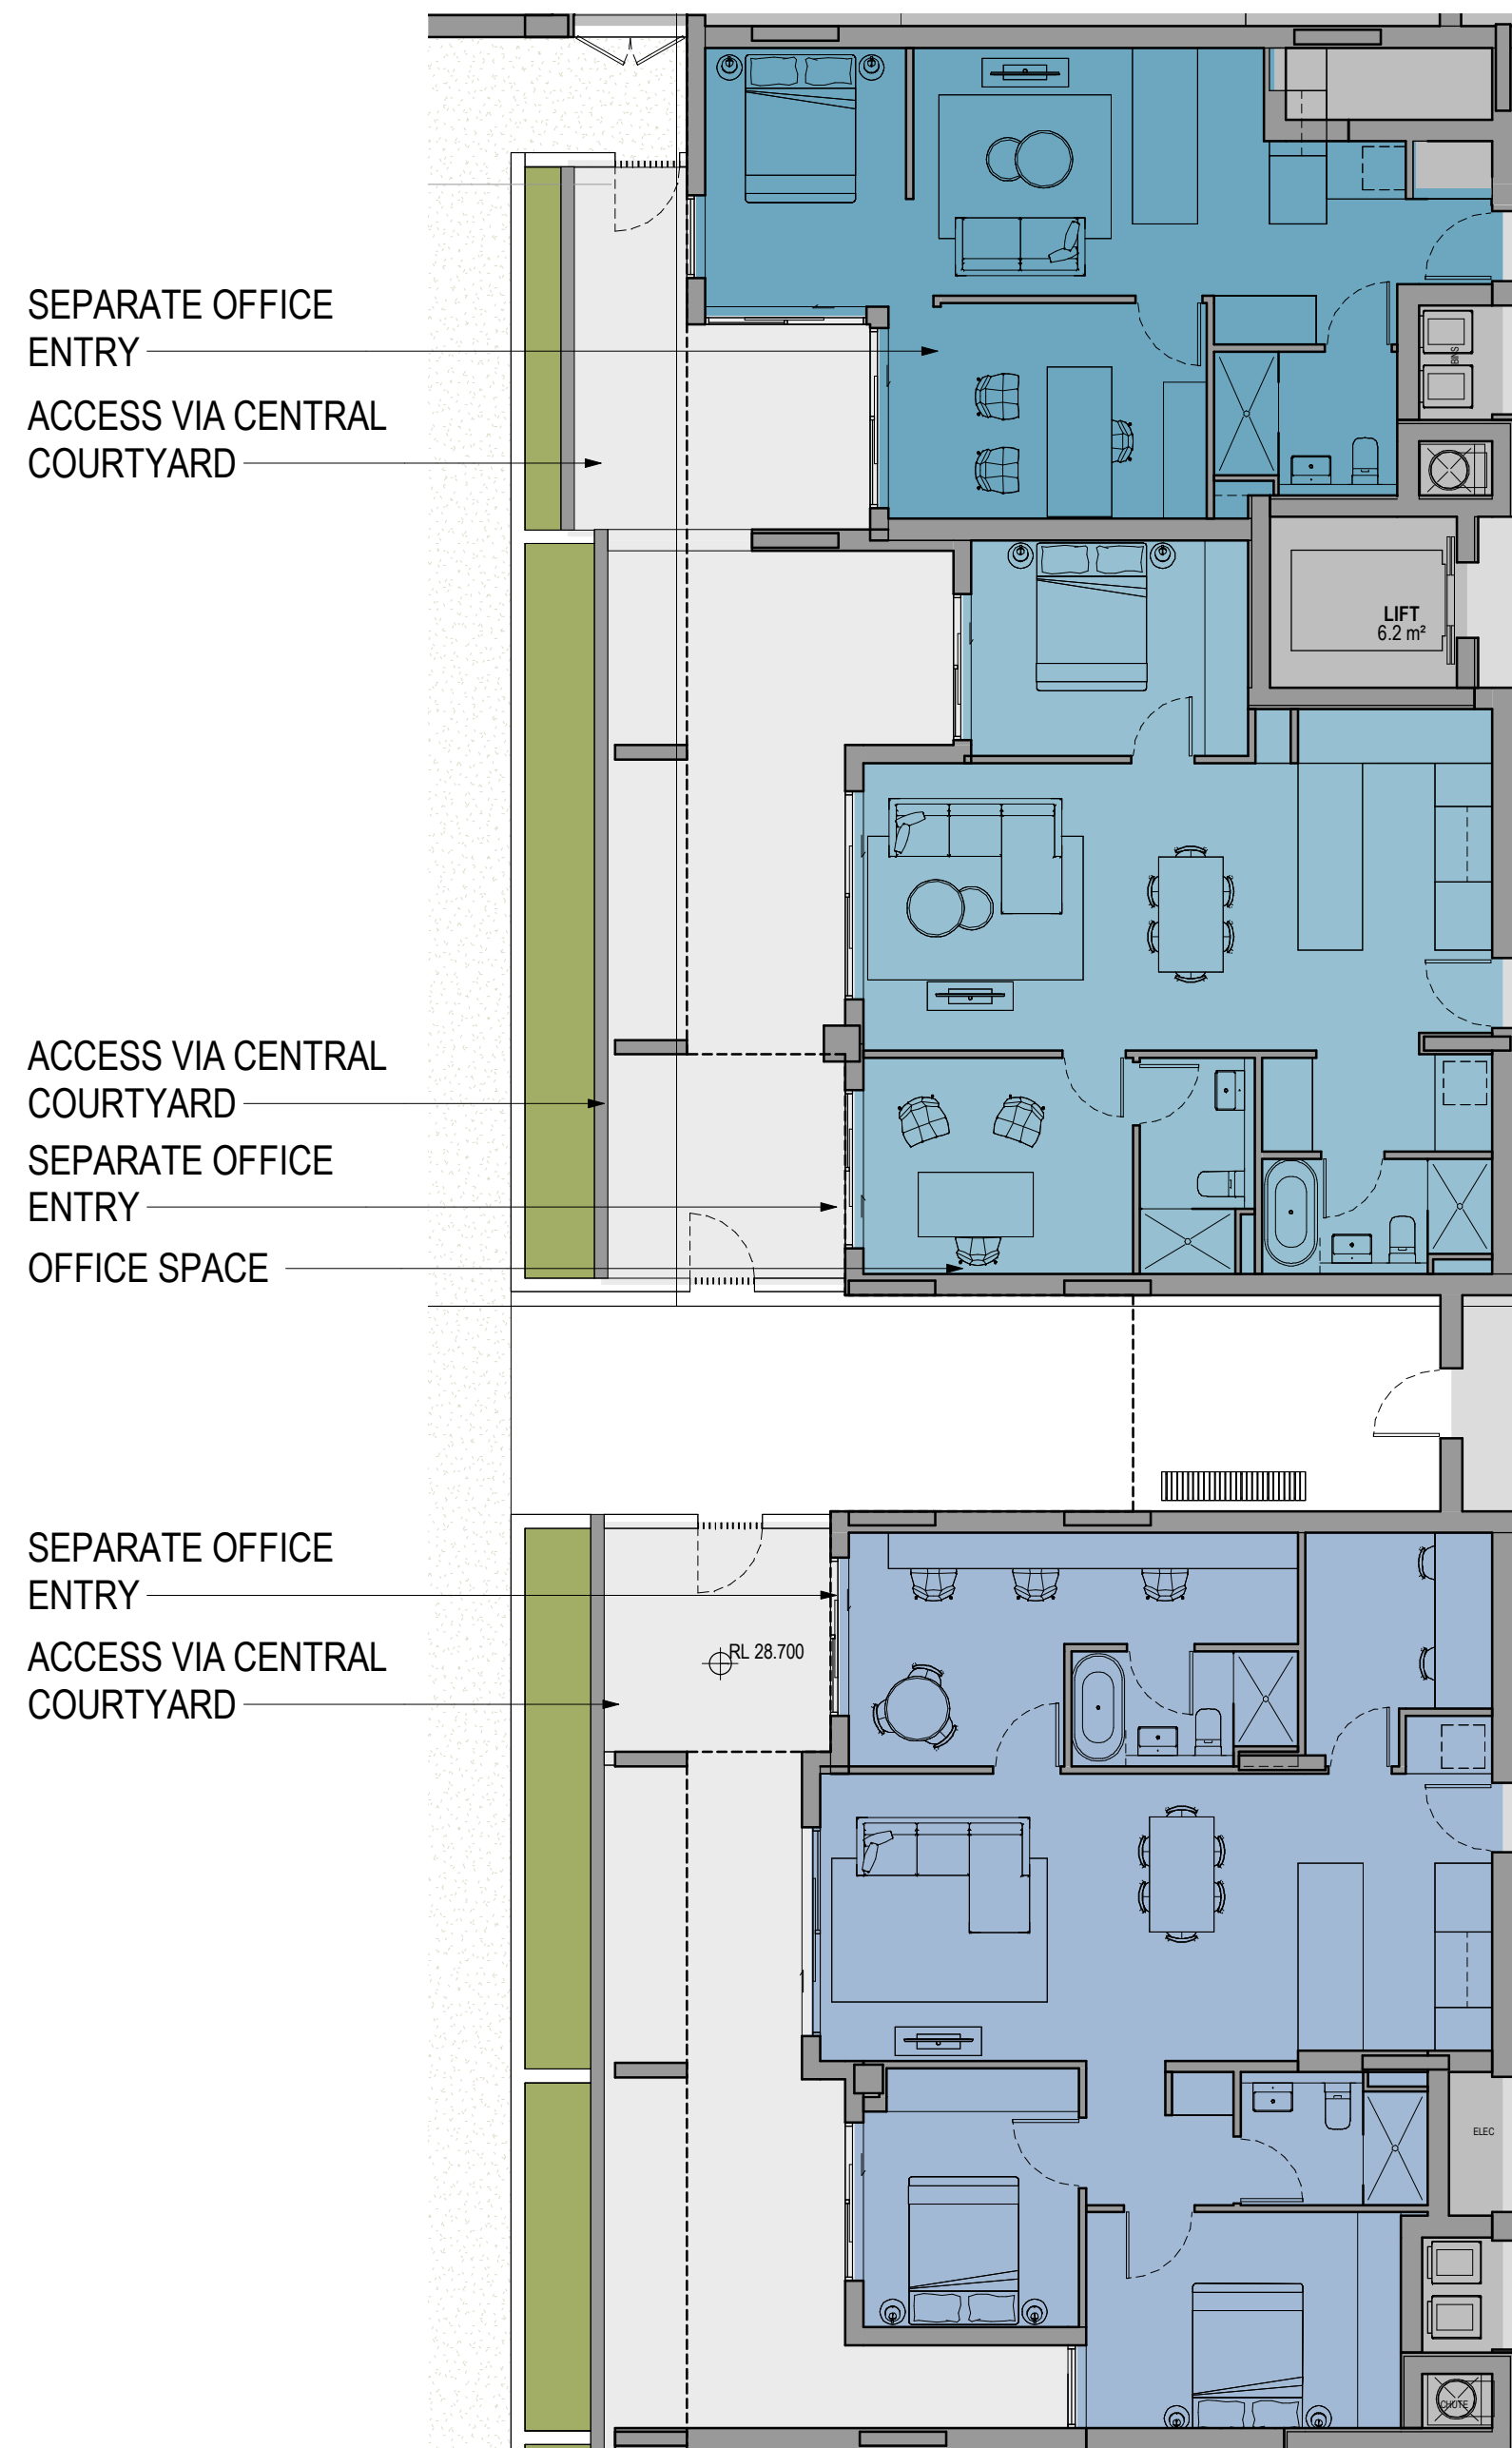 SEPARATE OFFICE
ENTRY
ACCESS VIA CENTRAL
COURTYARD
BINS
LIFT
6.2 m²
ACCESS VIA CENTRAL
COURTYARD
SEPARATE OFFICE
ENTRY
OFFICE SPACE
SEPARATE OFFICE
ENTRY
RL 28.700
ACCESS VIA CENTRAL
COURTYARD
ELEC
CHUTE